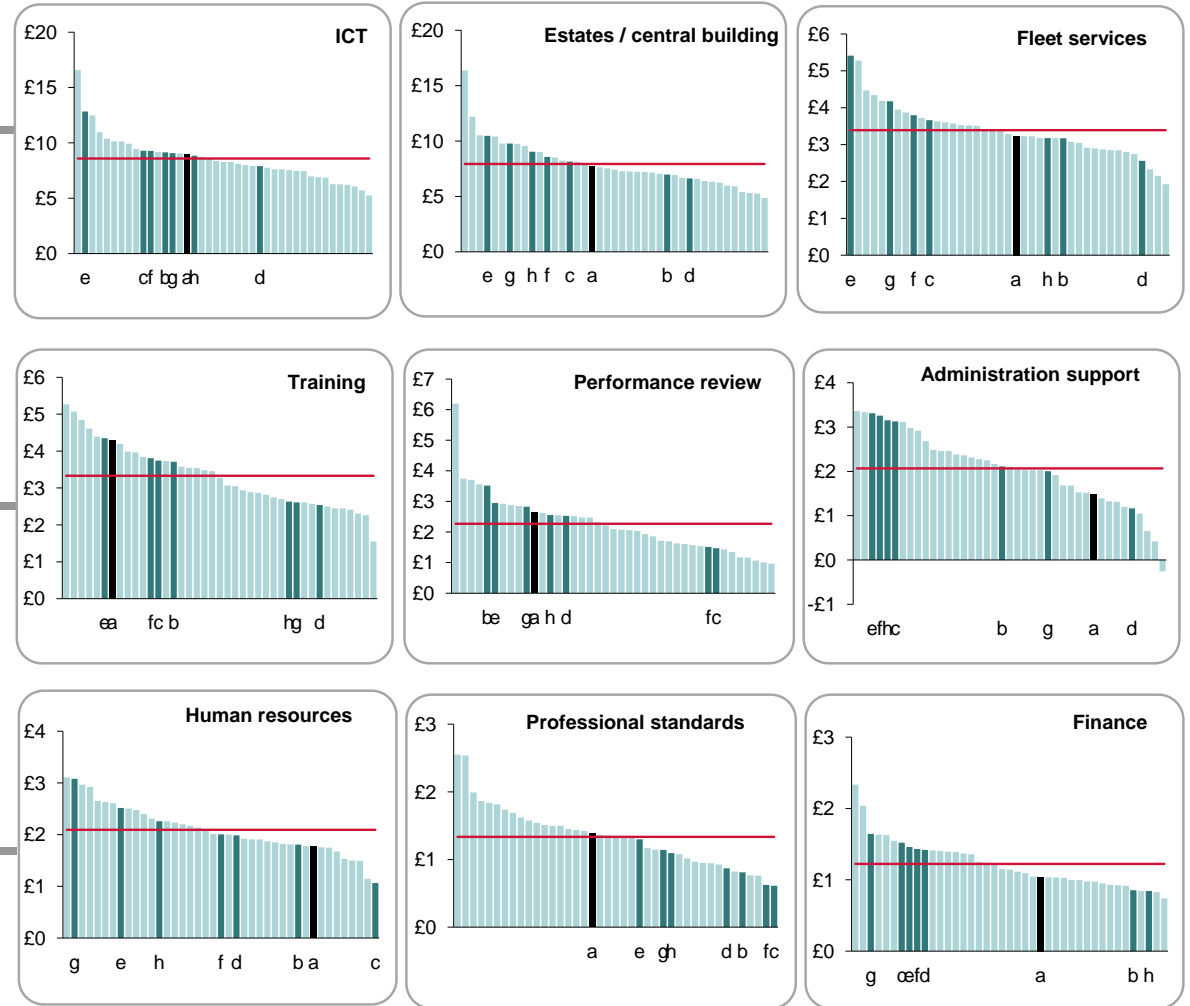 ICT
£20
£15
£10
£5
£0
e cf bg ah d
Estates / central building
£20
£15
£10
£5
£0
e g h f c a b d
Fleet services
£6
£5
£4
£3
£2
£1
£0
e g f c a h b d
Training
£6
£5
£4
£3
£2
£1
£0
ea fc b hg d
Performance review
£7
£6
£5
£4
£3
£2
£1
£0
be ga h d fc
Administration support
£4
£3
£2
£1
£0
-£1
efhc b g a d
Human resources
£4
£3
£2
£1
£0
g e h f d b a c
Professional standards
£3
£2
£1
£0
a e gh d b fc
Finance
£3
£2
£1
£0
g cefd a b h